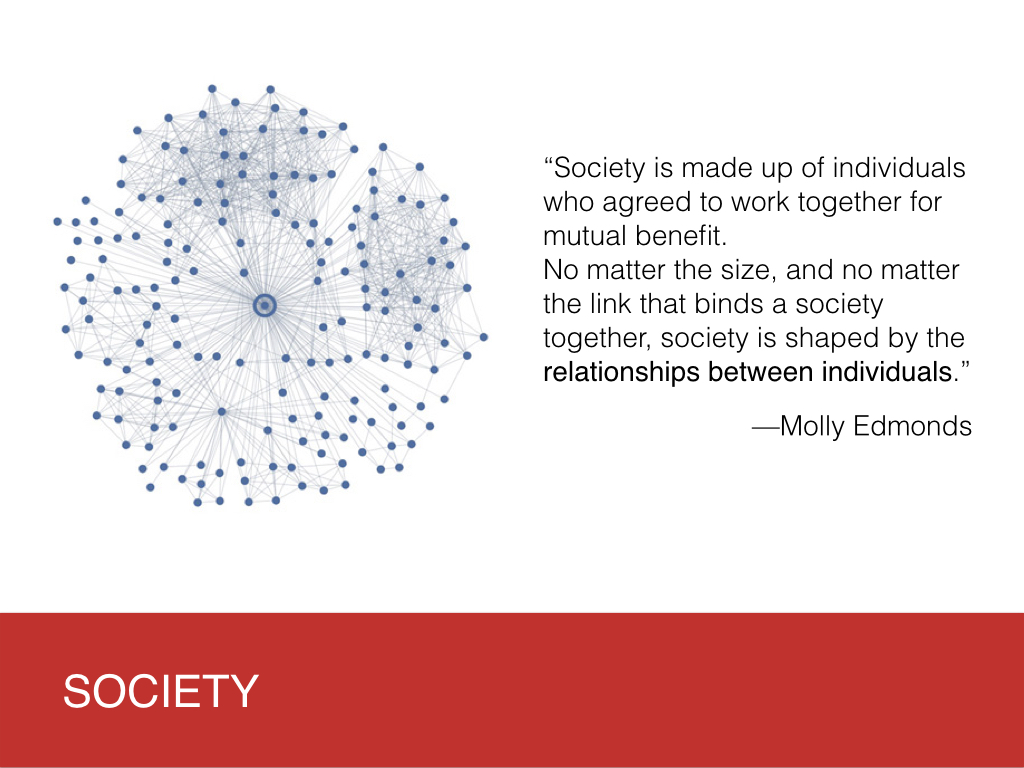 “Society is made up of individuals
who agreed to work together for
mutual benefit.
No matter the size, and no matter
the link that binds a society
together, society is shaped by the
relationships between individuals.”
—Molly Edmonds
SOCIETY